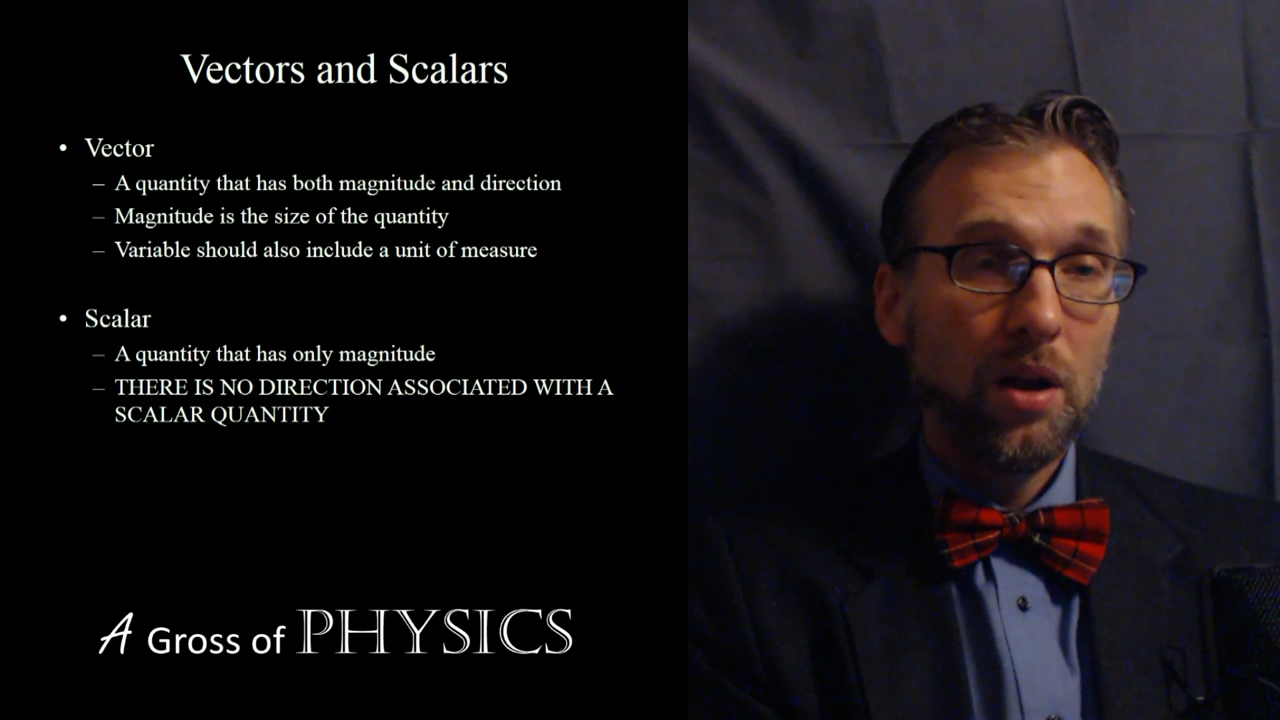 Vectors and Scalars
• Vector
– A quantity that has both magnitude and direction
– Magnitude is the size of the quantity
– Variable should also include a unit of measure
• Scalar
– A quantity that has only magnitude
– THERE IS NO DIRECTION ASSOCIATED WITH A
SCALAR QUANTITY
A Gross of PHYSICS